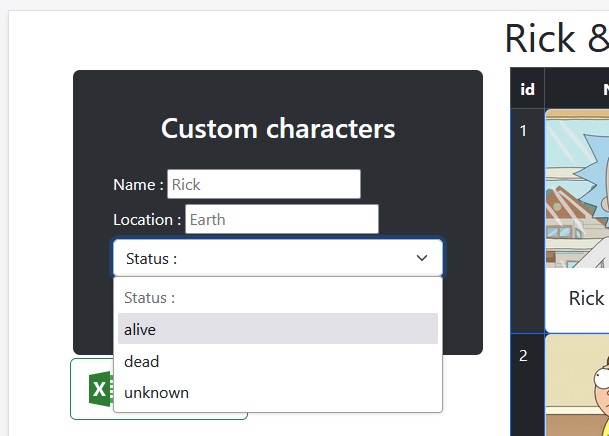 Rick &
Custom characters
Name : Rick
Location : Earth
Status :
Status :
alive
dead
unknown
id
1
Rick
2